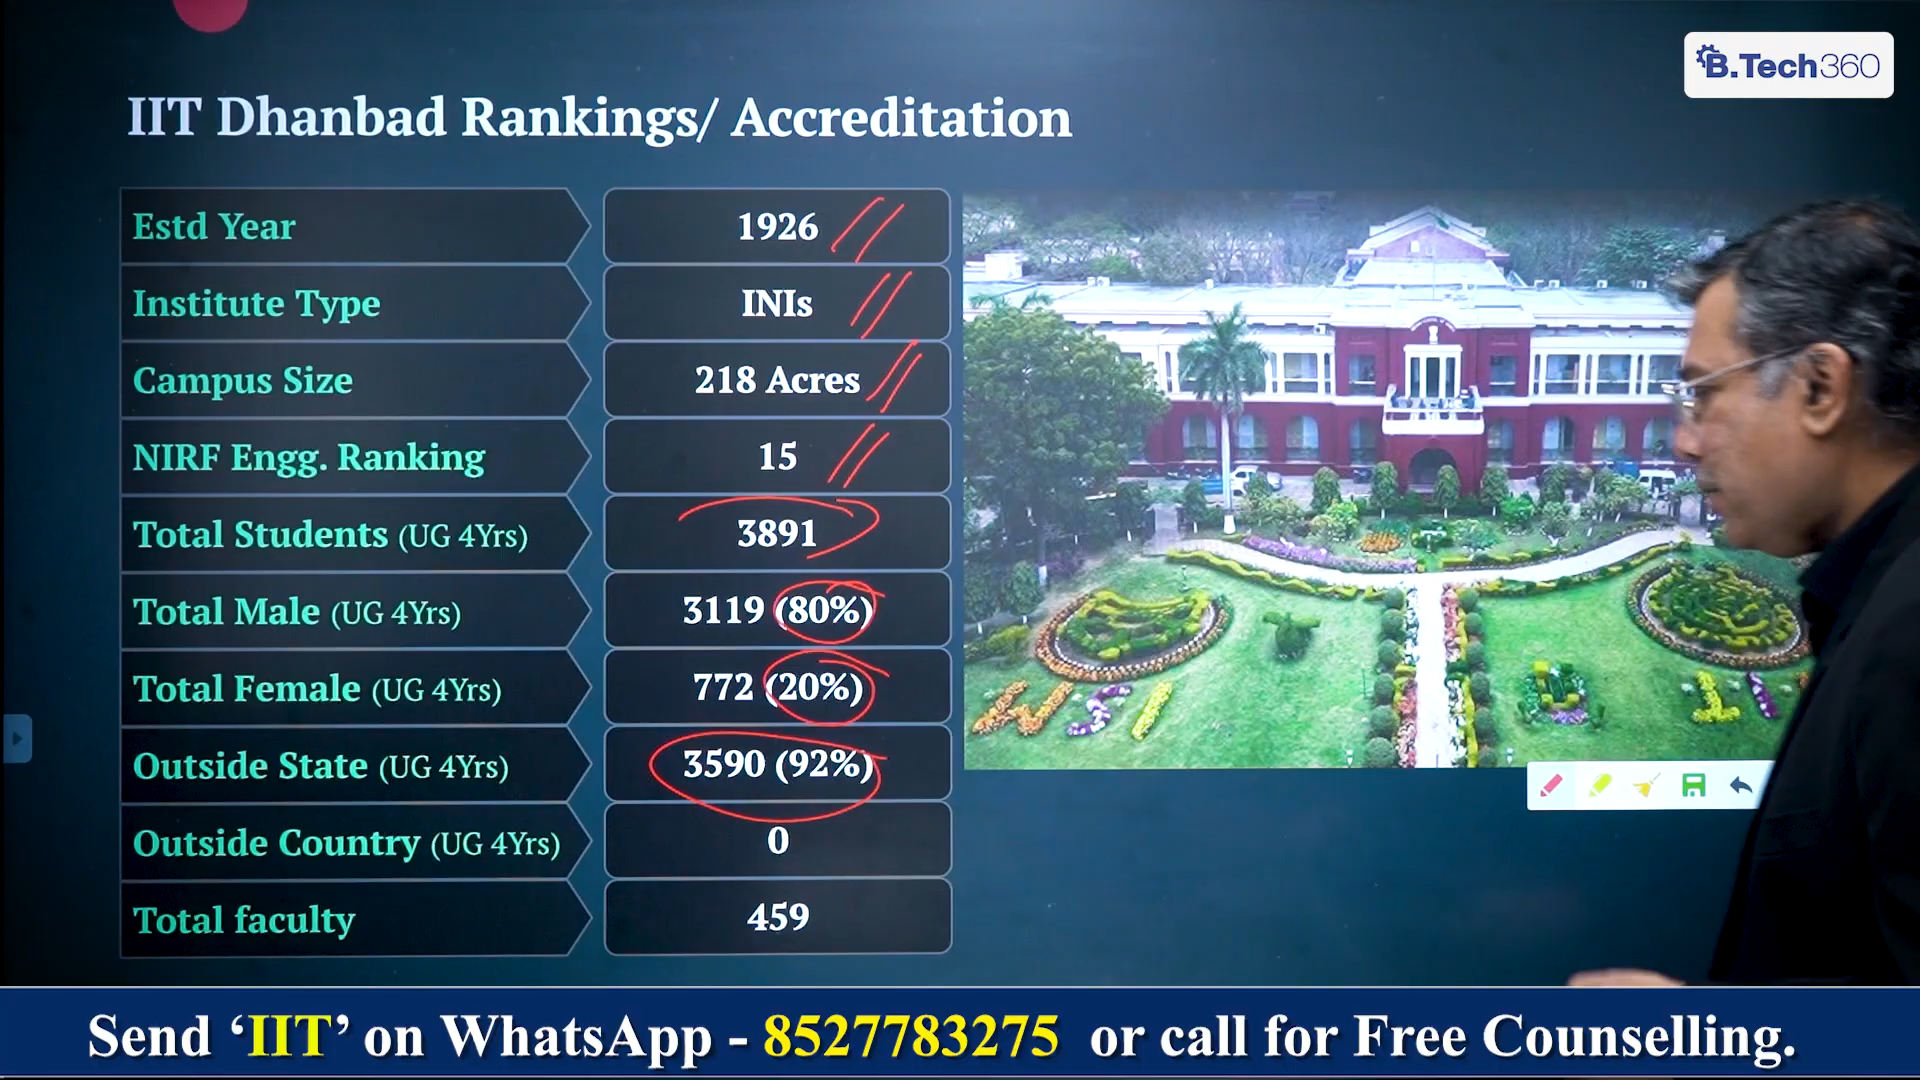 B.Tech360
IIT Dhanbad Rankings/ Accreditation
Estd Year 1926
Institute Type INIs
Campus Size 218 Acres
NIRF Engg. Ranking 15
Total Students (UG 4Yrs) 3891
Total Male (UG 4Yrs) 3119 (80%)
Total Female (UG 4Yrs) 772 (20%)
Outside State (UG 4Yrs) 3590 (92%)
Outside Country (UG 4Yrs) 0
Total faculty 459
Send ‘IIT’ on WhatsApp - 8527783275 or call for Free Counselling.